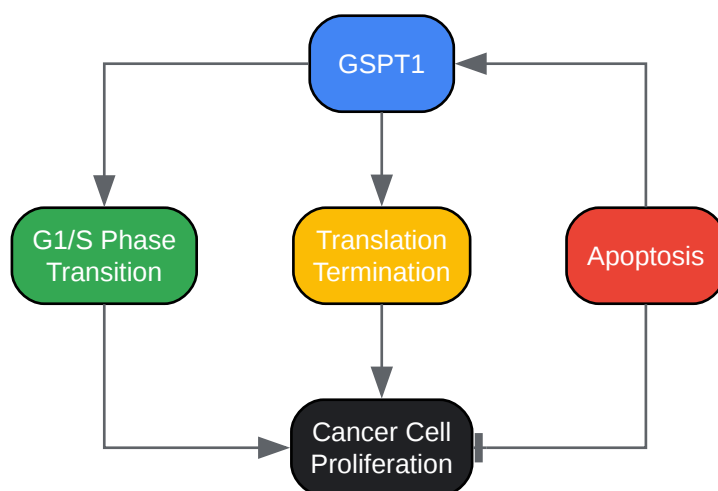 GSPT1
G1/S Phase
Transition
Translation
Termination
Apoptosis
Cancer Cell
Proliferation